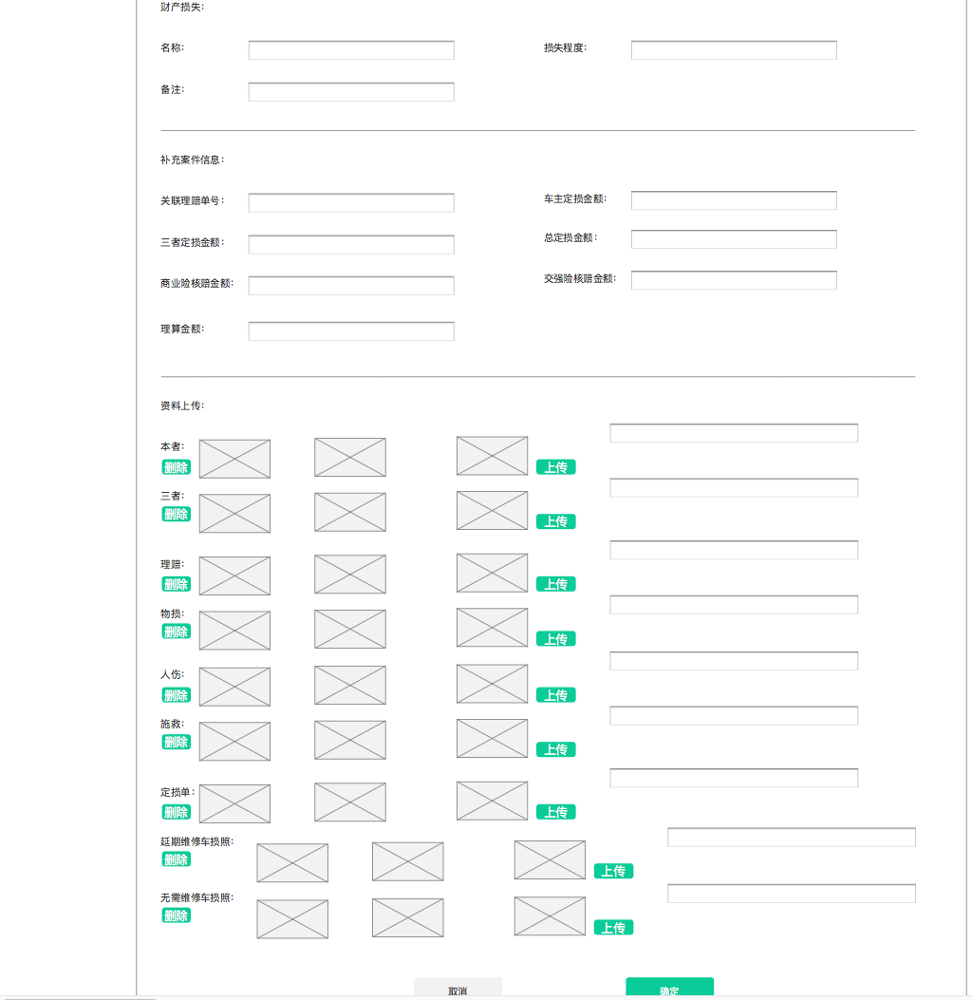 财产损失:
名称: 损失程度:
备注:
补充案件信息:
关联理赔单号: 车主定损金额:
三者定损金额: 总定损金额:
商业险核赔金额: 交强险核赔金额:
理算金额:
资料上传:
本者:
删除 上传
三者:
删除 上传
理赔:
删除 上传
物损:
删除 上传
人伤:
删除 上传
施救:
删除 上传
定损单:
删除 上传
延期维修车损照:
删除 上传
无需维修车损照:
删除 上传
取消 确定